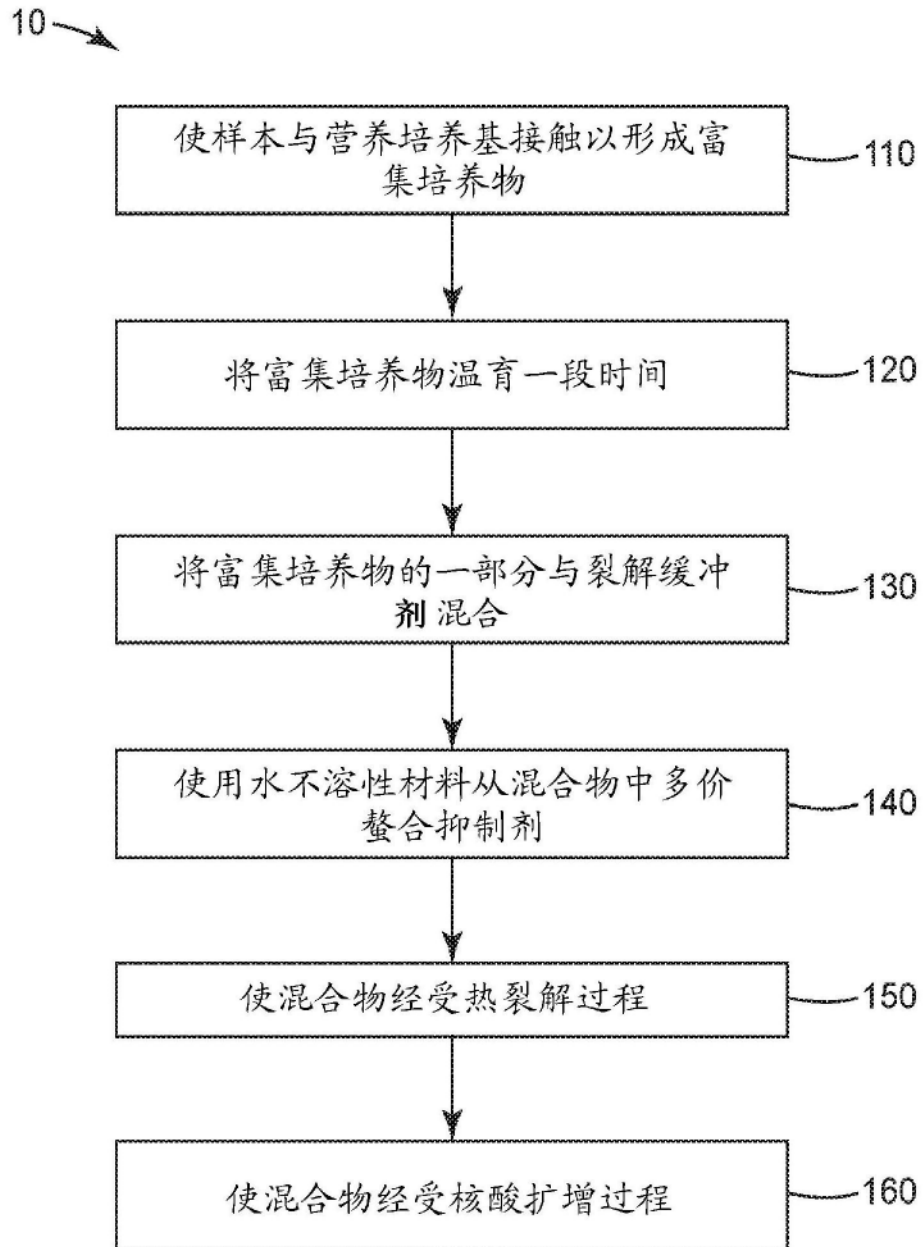 10
使样本与营养培养基接触以形成富
集培养物
110
将富集培养物温育一段时间
120
将富集培养物的一部分与裂解缓冲
剂混合
130
使用水不溶性材料从混合物中多价
螯合抑制剂
140
使混合物经受热裂解过程
150
使混合物经受核酸扩增过程
160